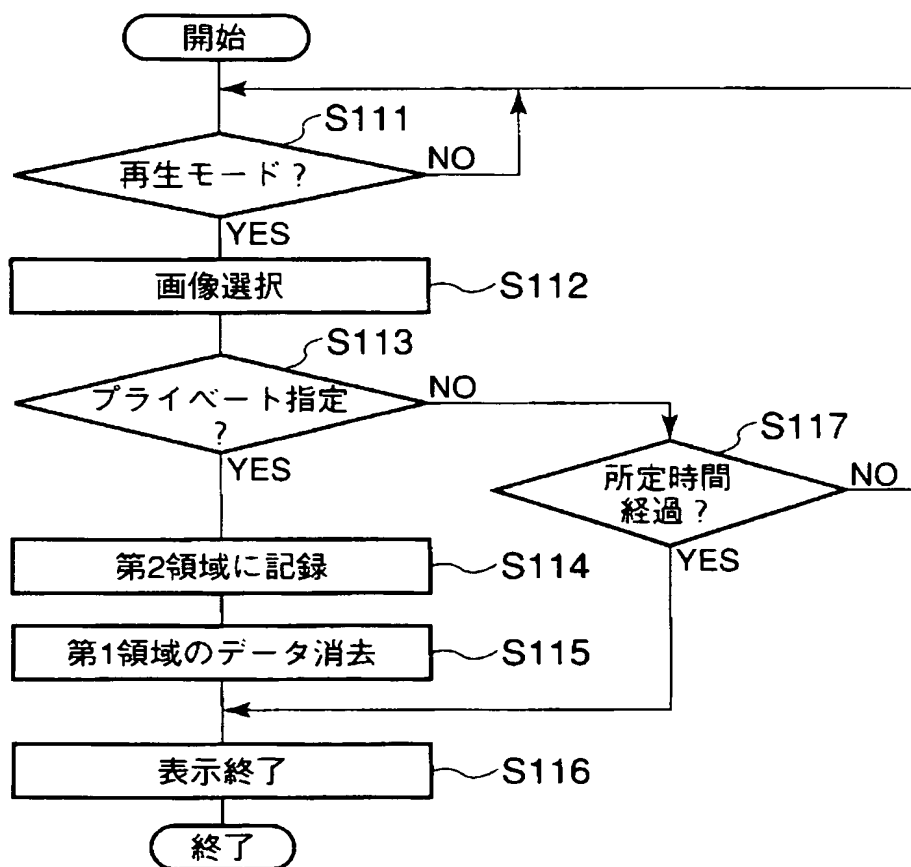 開始
S111
再生モード?
NO
YES
画像選択
S112
S113
プライベート指定
?
NO
YES
S117
所定時間
経過?
NO
YES
第2領域に記録
S114
第1領域のデータ消去
S115
表示終了
S116
終了